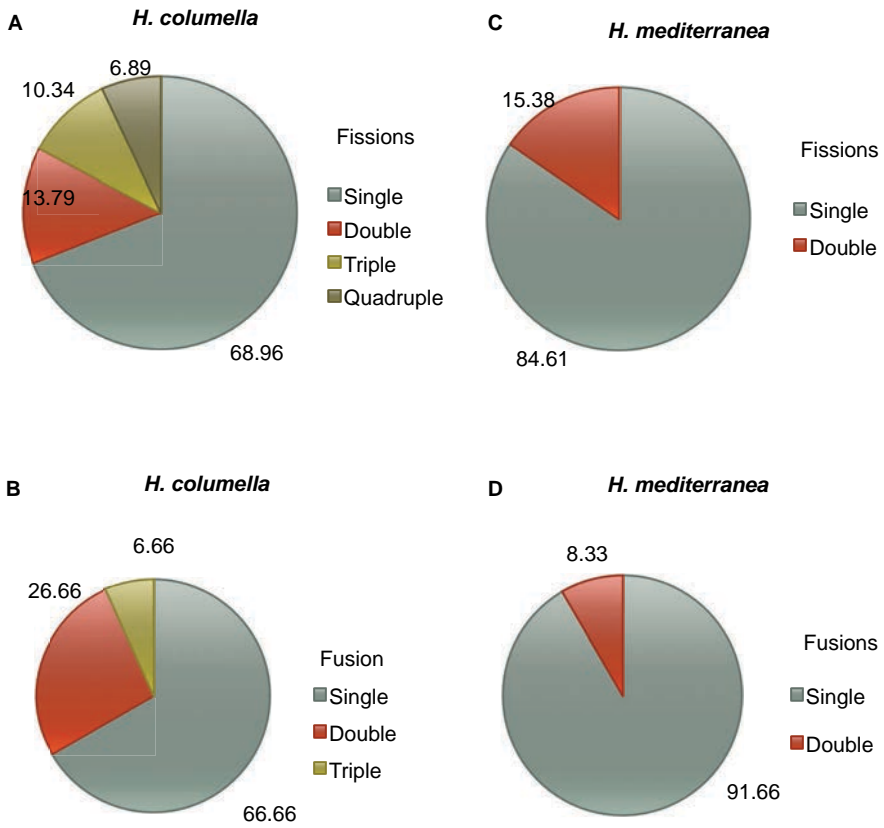 A
H. columella
6.89
10.34
13.79
68.96
Fissions
Single
Double
Triple
Quadruple
C
H. mediterranea
15.38
84.61
Fissions
Single
Double
B
H. columella
6.66
26.66
66.66
Fusion
Single
Double
Triple
D
H. mediterranea
8.33
91.66
Fusions
Single
Double